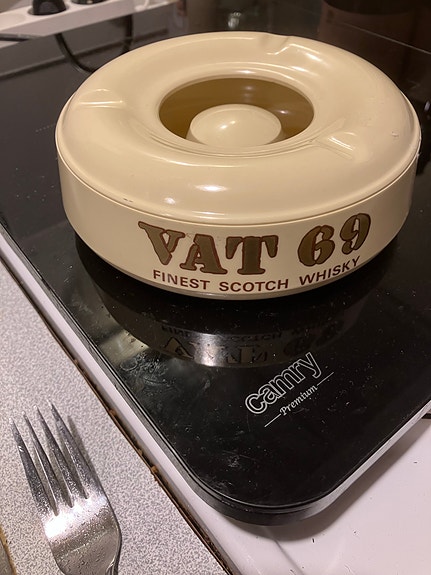 VAT 69
FINEST SCOTCH WHISKY
camry
Premium